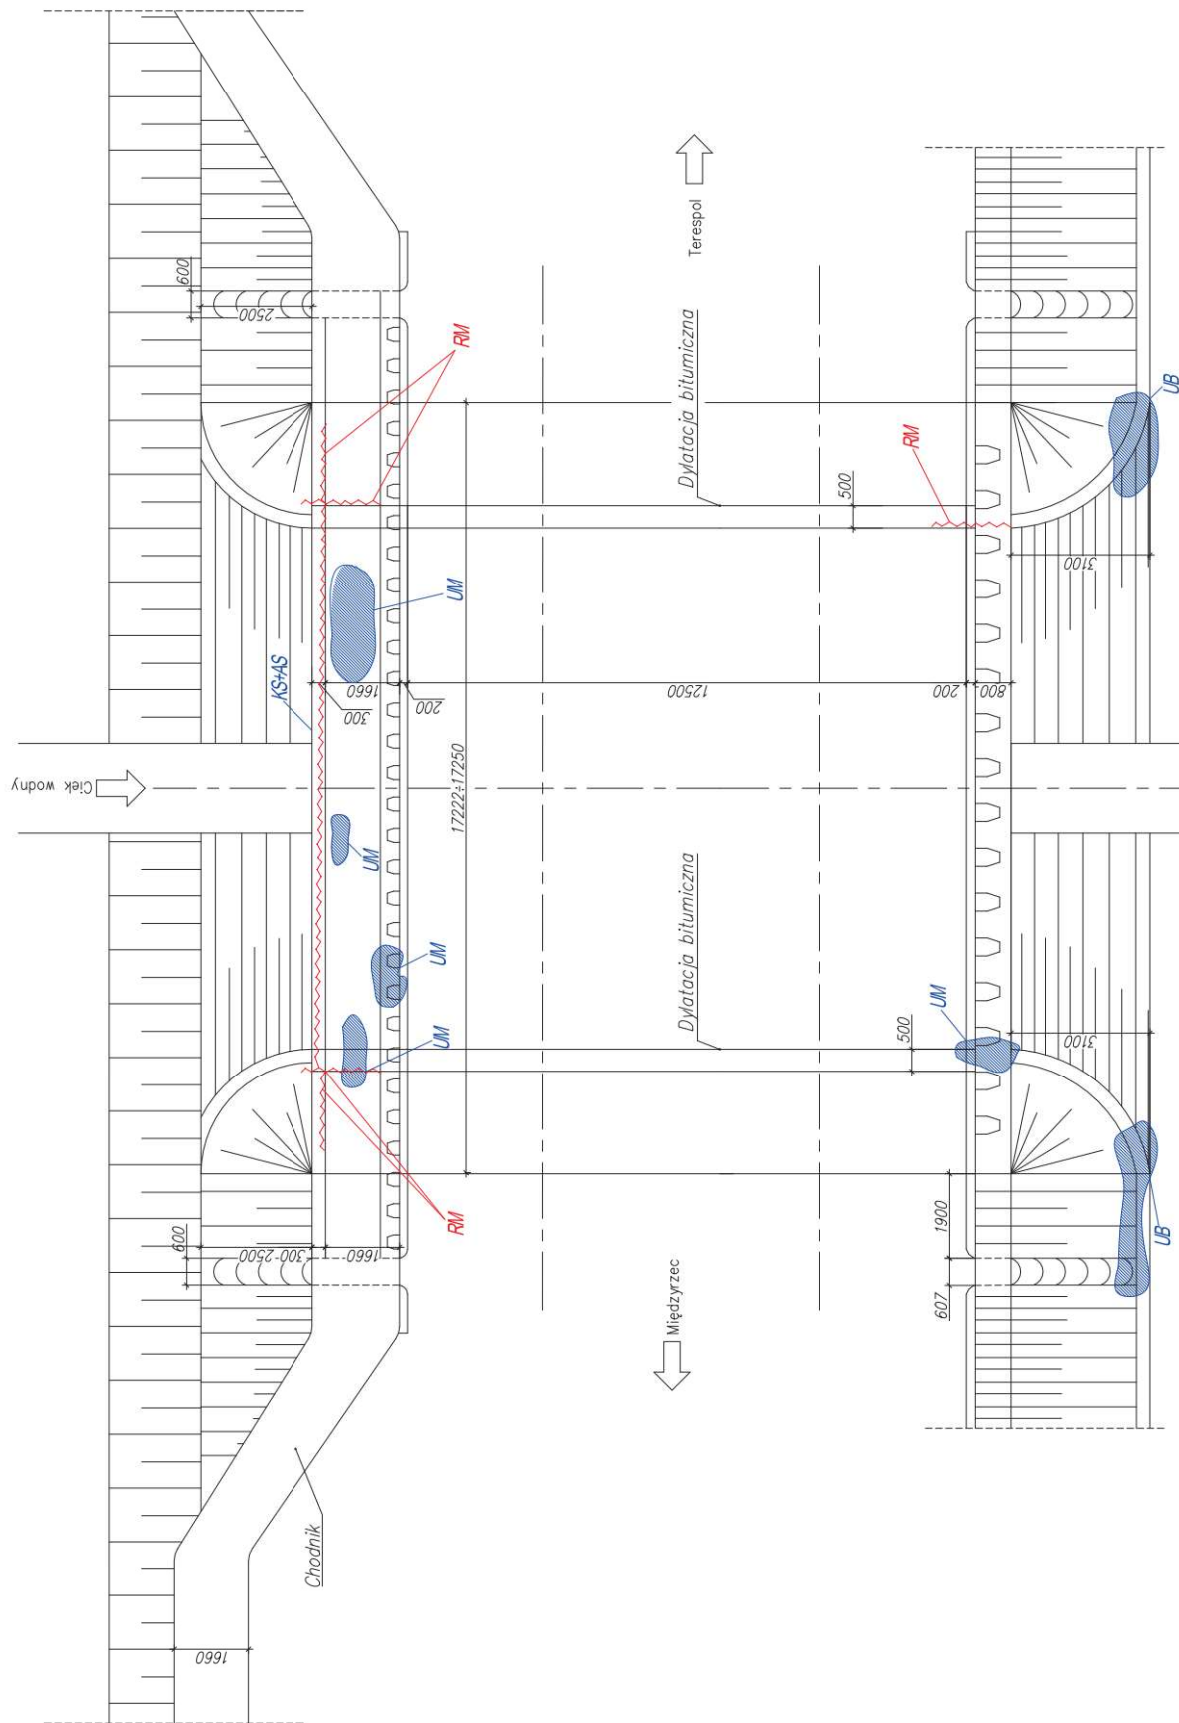 600
2500
Terespol
RM
Dylatacja bitumiczna
RM
UB
500
3100
UM
KS+AS
1660
300
200
12500
200
800
Ciek wodny
17222÷17250
UM
UM
UM
Dylatacja bitumiczna
UM
500
3100
RM
600
2500
300
1660
1900
607
UB
Międzyrzec
Chodnik
1660